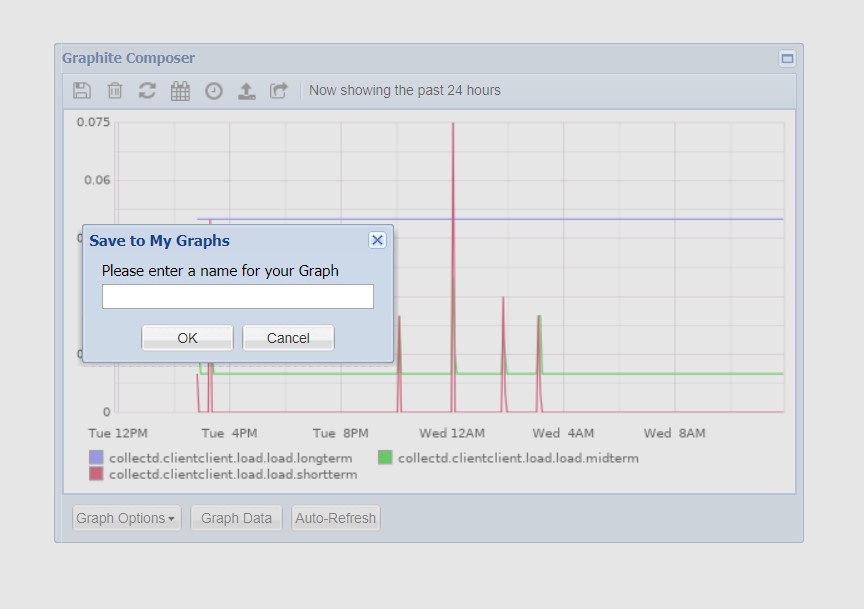 Graphite Composer
Now showing the past 24 hours
0.075
0.06
Save to My Graphs
Please enter a name for your Graph
OK Cancel
0
Tue 12PM Tue 4PM Tue 8PM Wed 12AM Wed 4AM Wed 8AM
collectd.clientclient.load.load.longterm collectd.clientclient.load.load.midterm
collectd.clientclient.load.load.shortterm
Graph Options Graph Data Auto-Refresh